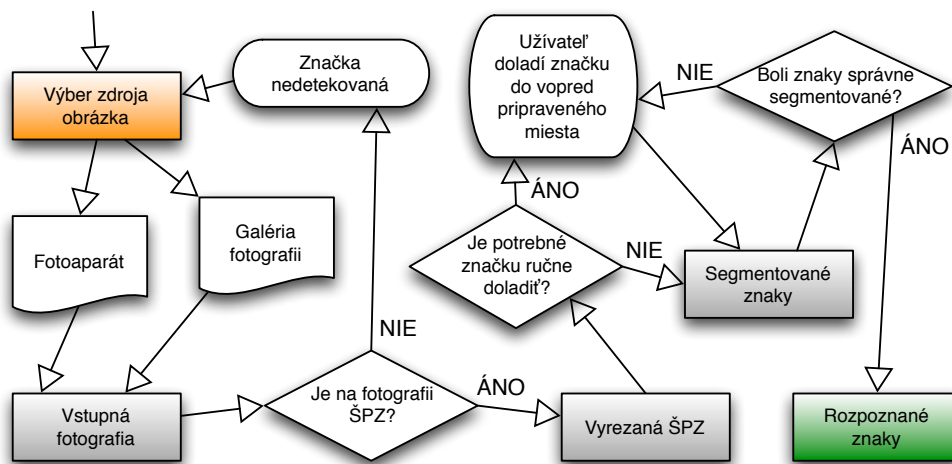 Výber zdroja
obrázka
Značka
nedetekovaná
Fotoaparát
Galéria
fotografii
Vstupná
fotografia
Je na fotografii
ŠPZ?
NIE
ÁNO
Vyrezaná ŠPZ
Je potrebné
značku ručne
doladiť?
ÁNO
NIE
Užívateľ
doladí značku
do vopred
pripraveného
miesta
Segmentované
znaky
Boli znaky správne
segmentované?
NIE
ÁNO
Rozpoznané
znaky